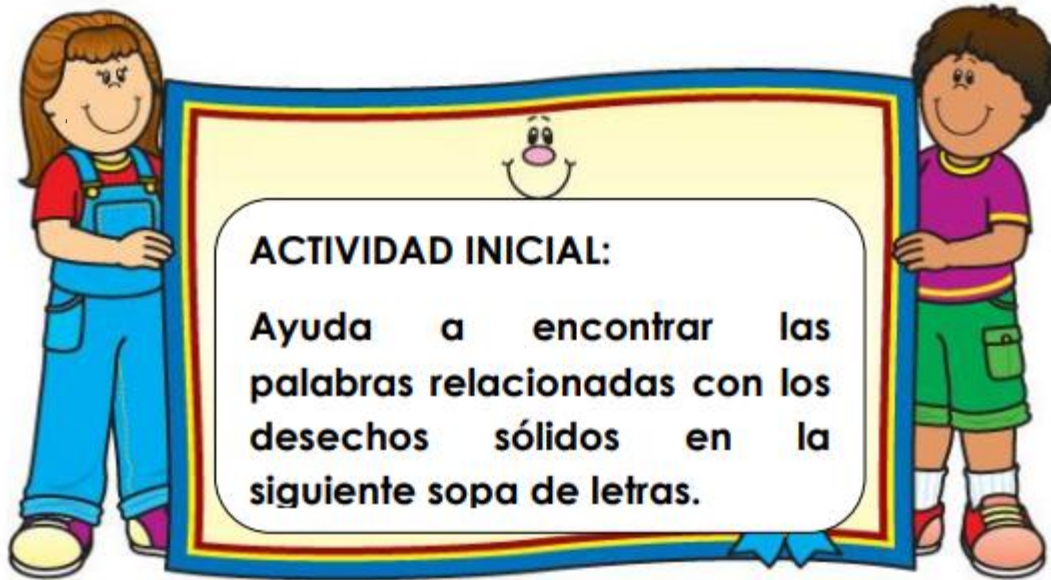 ACTIVIDAD INICIAL:
Ayuda a encontrar las
palabras relacionadas con los
desechos sólidos en la
siguiente sopa de letras.